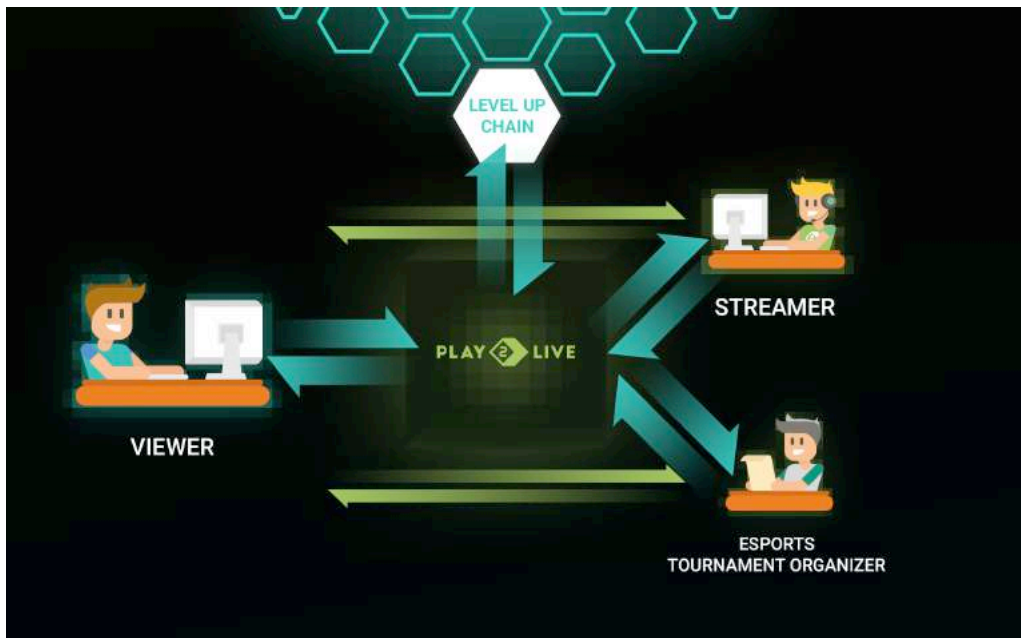 LEVEL UP
CHAIN
STREAMER
PLAY 2 LIVE
VIEWER
ESPORTS
TOURNAMENT ORGANIZER